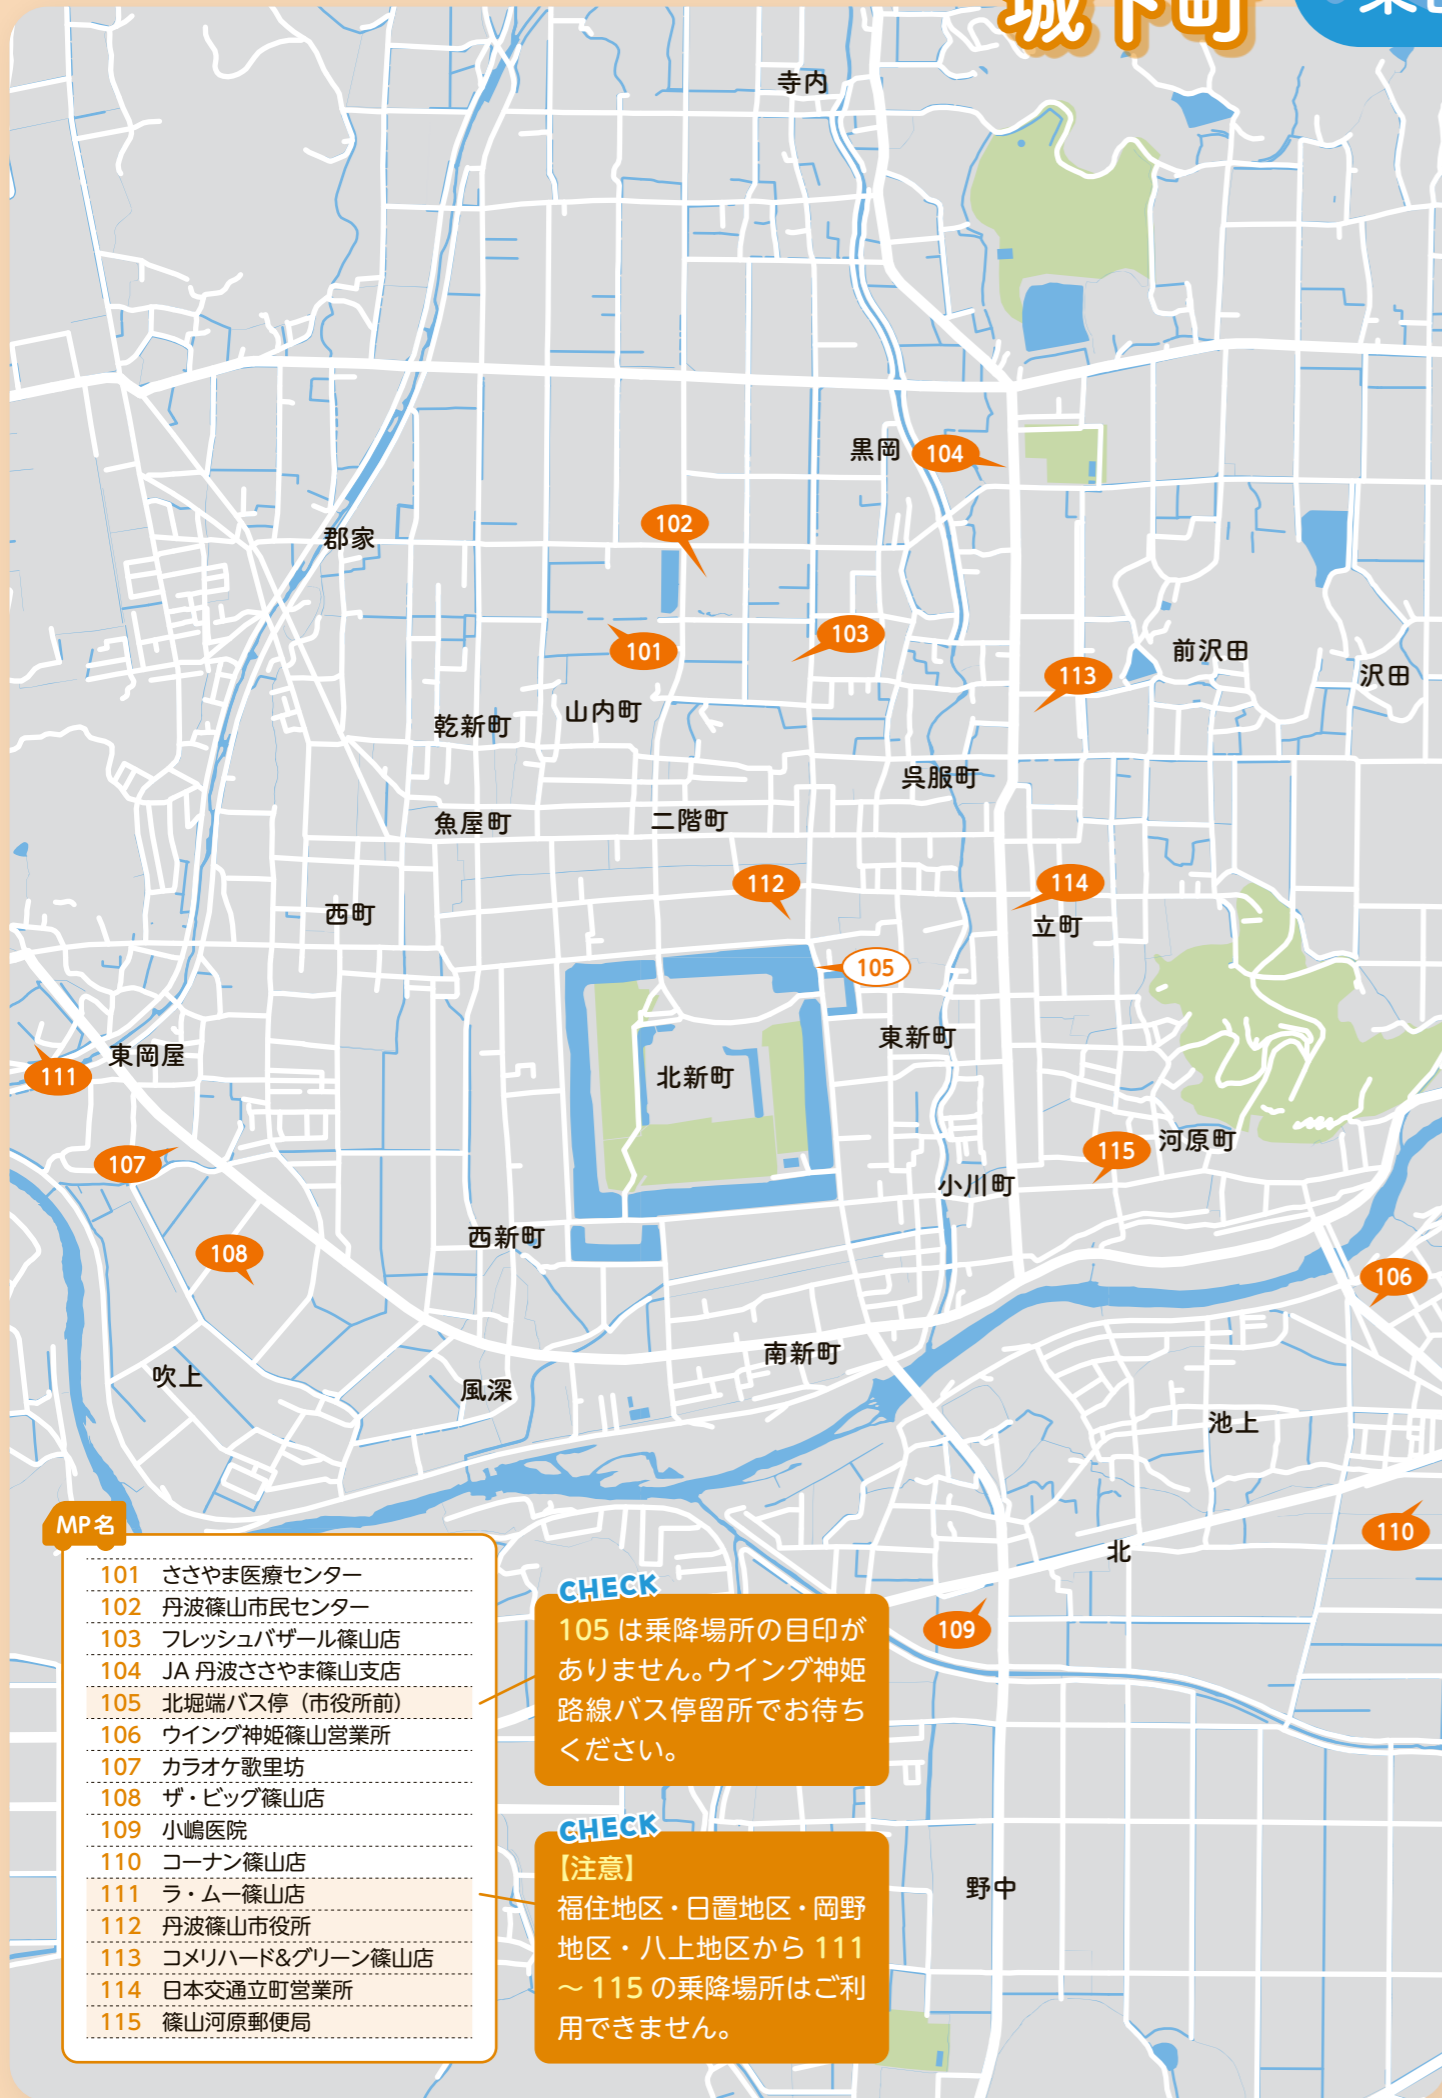 城下町
寺内
黒岡
104
102
郡家
101
103
前沢田
113
沢田
乾新町
山内町
呉服町
魚屋町
二階町
112
114
西町
立町
105
東新町
東岡屋
111
北新町
107
115
河原町
小川町
西新町
108
106
南新町
吹上
風深
池上
110
北
109
野中
MP名
101 ささやま医療センター
102 丹波篠山市民センター
103 フレッシュバザール篠山店
104 JA 丹波ささやま篠山支店
105 北堀端バス停（市役所前）
106 ウイング神姫篠山営業所
107 カラオケ歌里坊
108 ザ・ビッグ篠山店
109 小嶋医院
110 コーナン篠山店
111 ラ・ムー篠山店
112 丹波篠山市役所
113 コメリハード&グリーン篠山店
114 日本交通立町営業所
115 篠山河原郵便局
CHECK
105 は乗降場所の目印が
ありません。ウイング神姫
路線バス停留所でお待ち
ください。
CHECK
【注意】
福住地区・日置地区・岡野
地区・八上地区から 111
～ 115 の乗降場所はご利
用できません。